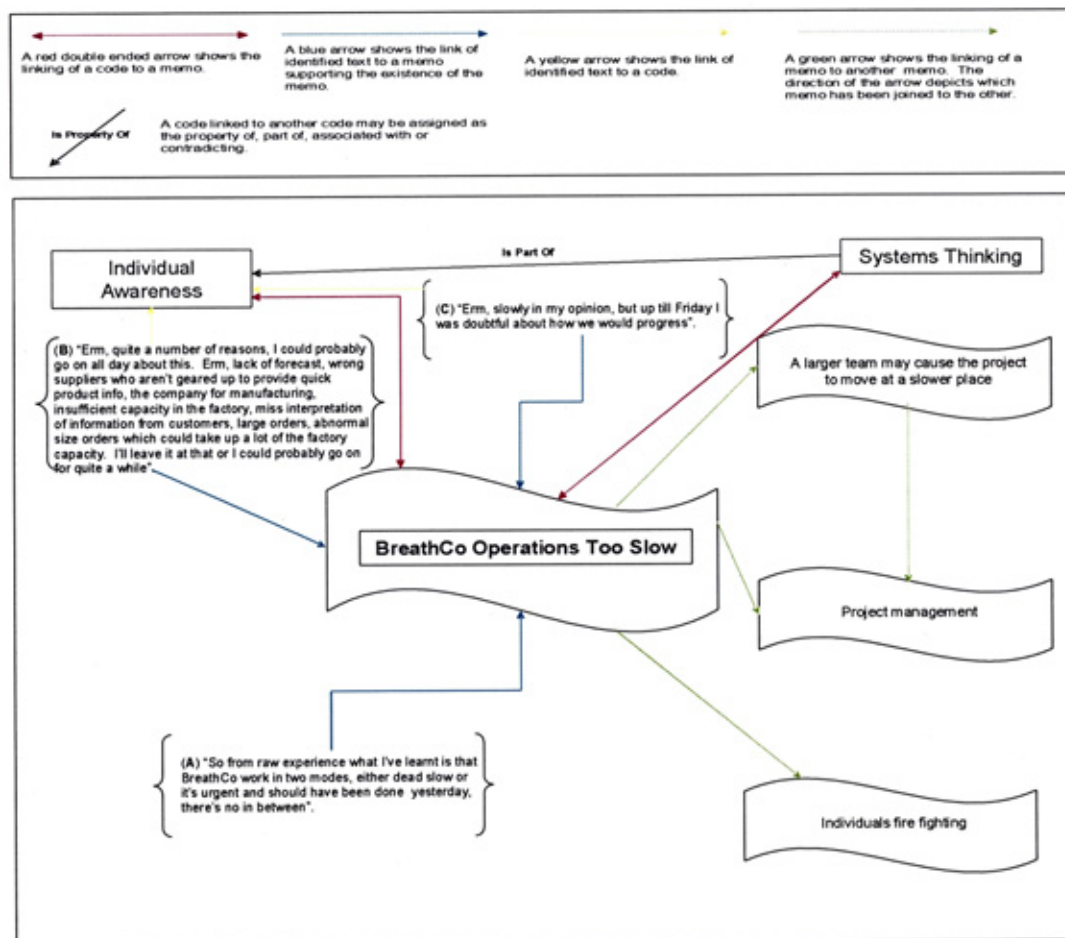 A red double ended arrow shows the
linking of a code to a memo.
A blue arrow shows the link of
identified text to a memo
supporting the existence of the
memo.
A yellow arrow shows the link of
identified text to a code.
A green arrow shows the linking of a
memo to another memo. The
direction of the arrow depicts which
memo has been joined to the other.
Is Property Of
A code linked to another code may be assigned as
the property of, part of, associated with or
contradicting.
Individual
Awareness
Is Part Of
Systems Thinking
(C) “Erm, slowly in my opinion, but up till Friday I
was doubtful about how we would progress”.
(B) “Erm, quite a number of reasons, I could probably
go on all day about this. Erm, lack of forecast, wrong
suppliers who aren't geared up to provide quick
product info, the company for manufacturing,
insufficient capacity in the factory, miss interpretation
of information from customers, large orders, abnormal
size orders which could take up a lot of the factory
capacity. I'll leave it at that or I could probably go on
for quite a while”
A larger team may cause the project
to move at a slower place
BreathCo Operations Too Slow
Project management
(A) “So from raw experience what I've learnt is that
BreathCo work in two modes, either dead slow or
it's urgent and should have been done yesterday,
there's no in between”.
Individuals fire fighting